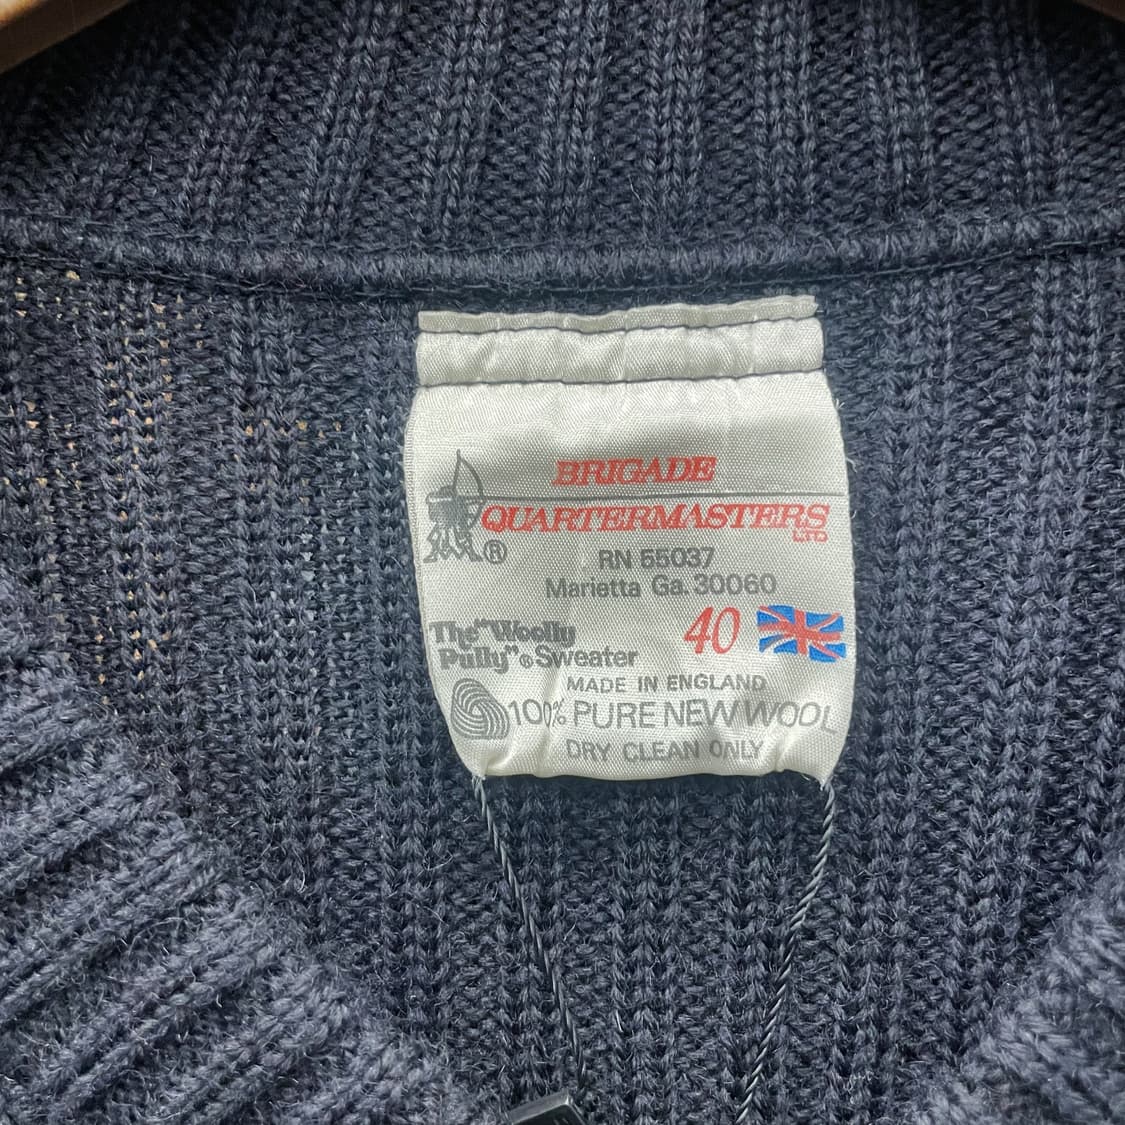 BRIGADE
QUARTERMASTERS
LTD
®
RN 55037
Marietta Ga. 30060
The "Woolly
Pully"® Sweater
40
MADE IN ENGLAND
100% PURE NEW WOOL
DRY CLEAN ONLY